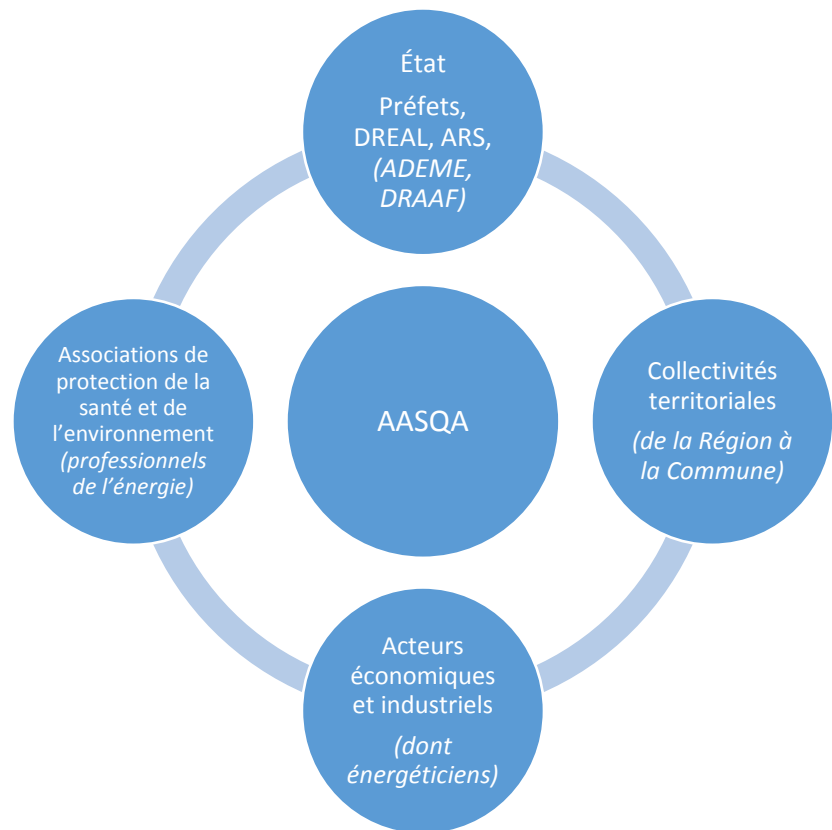 État
Préfets,
DREAL, ARS,
(ADEME,
DRAAF)
Associations de
protection de la
santé et de
l’environnement
(professionnels
de l’énergie)
AASQA
Collectivités
territoriales
(de la Région à
la Commune)
Acteurs
économiques
et industriels
(dont
énergéticiens)